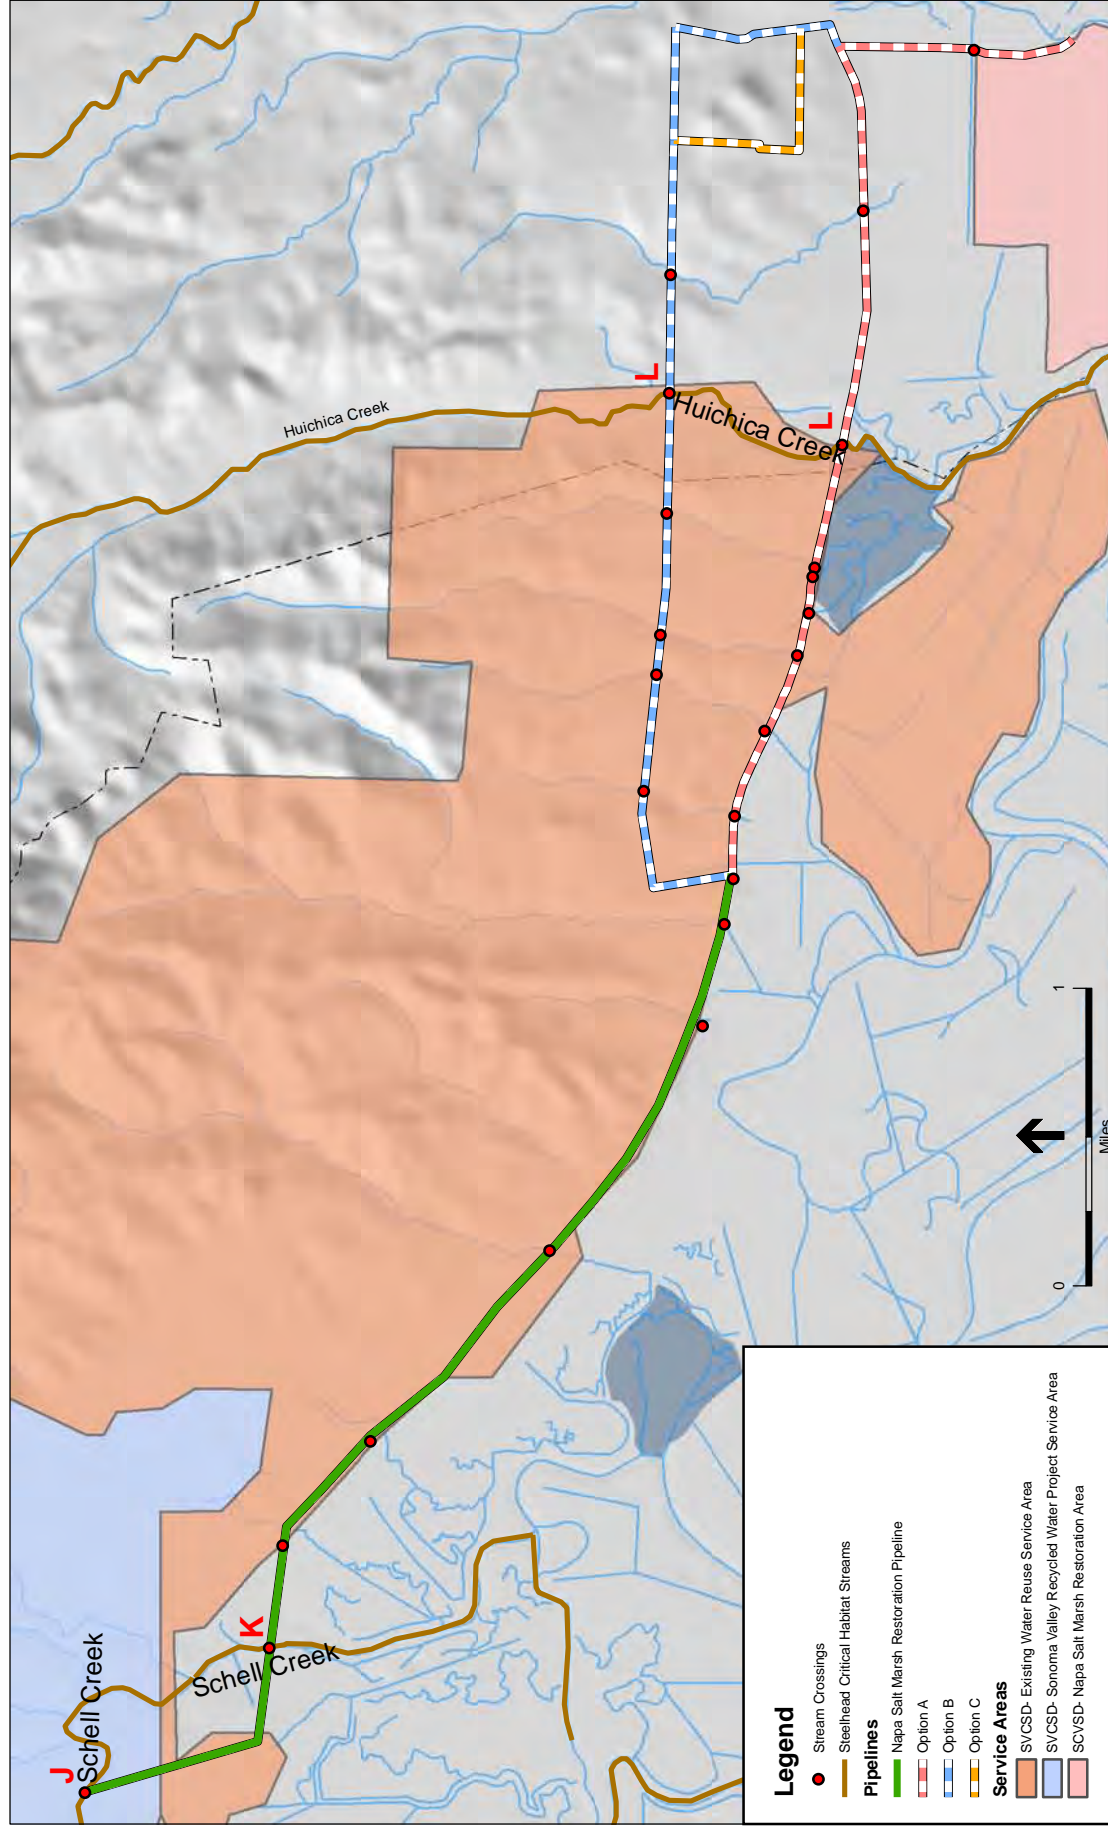 J
Schell Creek
K
Schell Creek
Huichica Creek
L
Huichica Creek
L
0
1
Miles
Legend
Stream Crossings
Steelhead Critical Habitat Streams
Pipelines
Napa Salt Marsh Restoration Pipeline
Option A
Option B
Option C
Service Areas
SVCSD- Existing Water Reuse Service Area
SVCSD- Sonoma Valley Recycled Water Project Service Area
SCVSD- Napa Salt Marsh Restoration Area